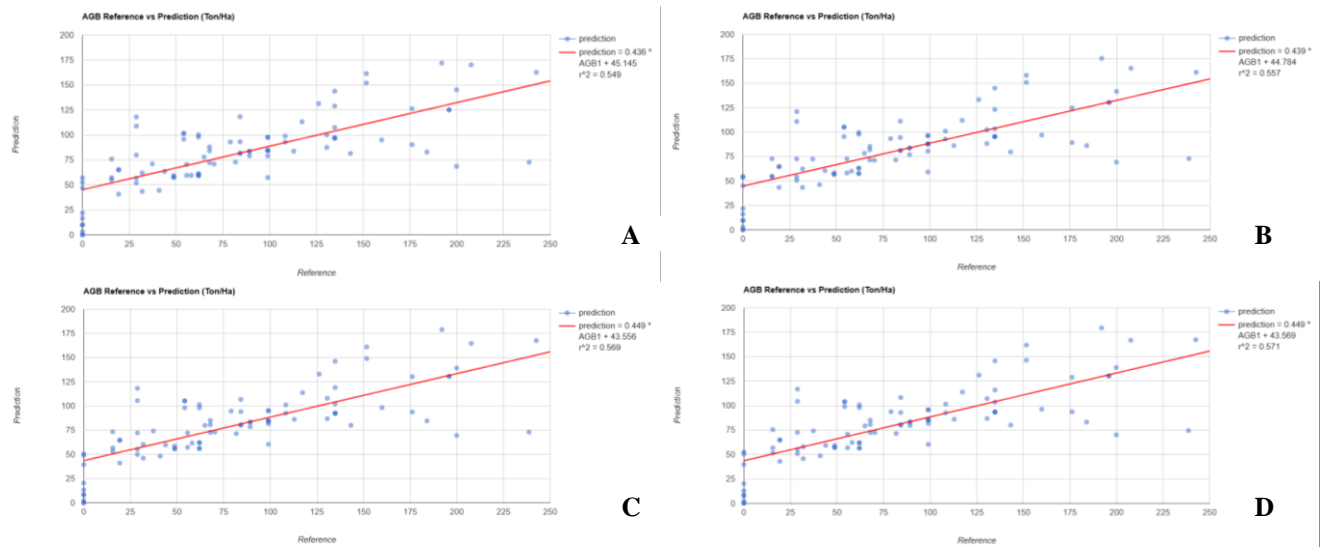 AGB Reference vs Prediction (Ton/Ha)
200
175
150
125
100
75
50
25
0
Prediction
0 25 50 75 100 125 150 175 200 225 250
Reference
prediction
prediction = 0.436 *
AGB1 + 45.145
r^2 = 0.549
A
AGB Reference vs Prediction (Ton/Ha)
200
175
150
125
100
75
50
25
0
Prediction
0 25 50 75 100 125 150 175 200 225 250
Reference
prediction
prediction = 0.439 *
AGB1 + 44.784
r^2 = 0.557
B
AGB Reference vs Prediction (Ton/Ha)
200
175
150
125
100
75
50
25
0
Prediction
0 25 50 75 100 125 150 175 200 225 250
Reference
prediction
prediction = 0.449 *
AGB1 + 43.556
r^2 = 0.569
C
AGB Reference vs Prediction (Ton/Ha)
200
175
150
125
100
75
50
25
0
Prediction
0 25 50 75 100 125 150 175 200 225 250
Reference
prediction
prediction = 0.449 *
AGB1 + 43.569
r^2 = 0.571
D